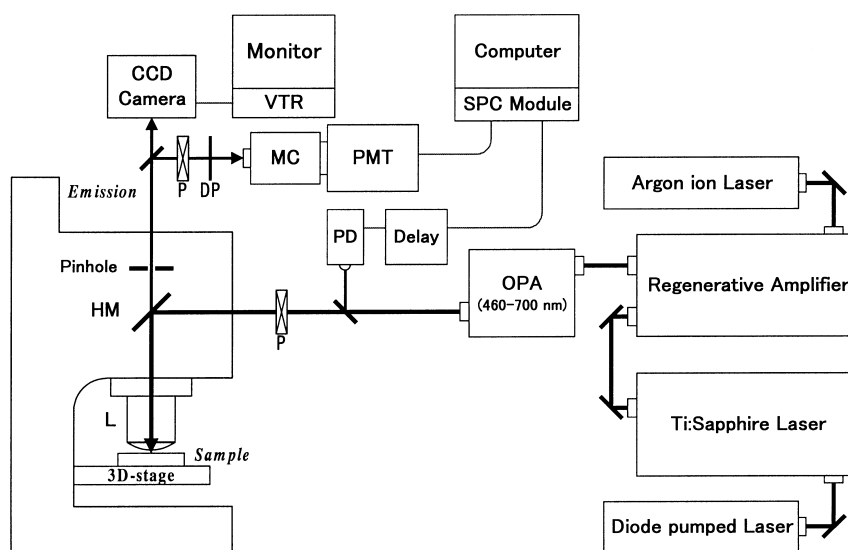 Monitor
VTR
CCD
Camera
Computer
SPC Module
MC
PMT
P
DP
Emission
Argon ion Laser
PD
Delay
Pinhole
OPA
(460-700 nm)
Regenerative Amplifier
HM
P
L
Ti:Sapphire Laser
Sample
3D-stage
Diode pumped Laser